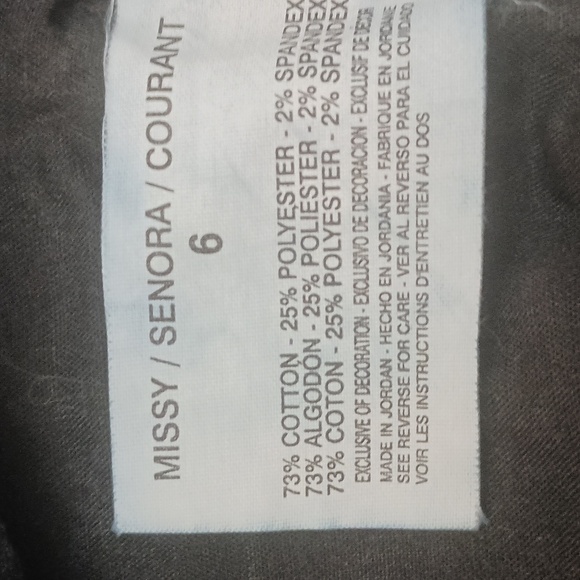 MISSY / SENORA / COURANT
6
73% COTTON - 25% POLYESTER - 2% SPANDEX
73% ALGODÓN - 25% POLIESTER - 2% SPANDEX
73% COTON - 25% POLYESTER - 2% SPANDEX
EXCLUSIVE OF DECORATION - EXCLUSIVO DE DECORACION - EXCLUSIF DE DECOR
MADE IN JORDAN - HECHO EN JORDANIA - FABRIQUE EN JORDANIE
SEE REVERSE FOR CARE - VER AL REVERSO PARA EL CUIDADO
VOIR LES INSTRUCTIONS D'ENTRETIEN AU DOS